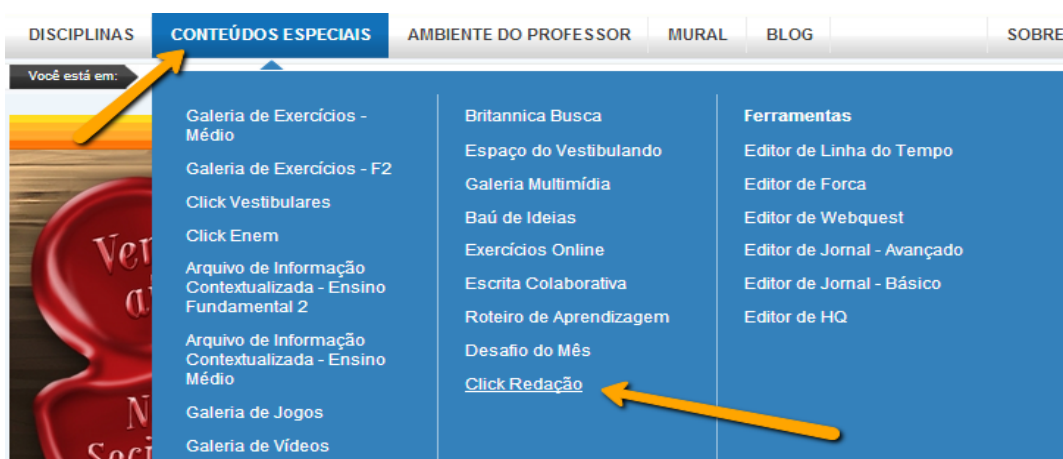 DISCIPLINAS CONTEÚDOS ESPECIAIS AMBIENTE DO PROFESSOR MURAL BLOG SOBRE
Você está em:
Galeria de Exercícios -
Médio
Galeria de Exercícios - F2
Click Vestibulares
Click Enem
Arquivo de Informação
Contextualizada - Ensino
Fundamental 2
Arquivo de Informação
Contextualizada - Ensino
Médio
Galeria de Jogos
Galeria de Vídeos
Britannica Busca
Espaço do Vestibulando
Galeria Multimídia
Baú de Ideias
Exercícios Online
Escrita Colaborativa
Roteiro de Aprendizagem
Desafio do Mês
Click Redação
Ferramentas
Editor de Linha do Tempo
Editor de Forca
Editor de Webquest
Editor de Jornal - Avançado
Editor de Jornal - Básico
Editor de HQ